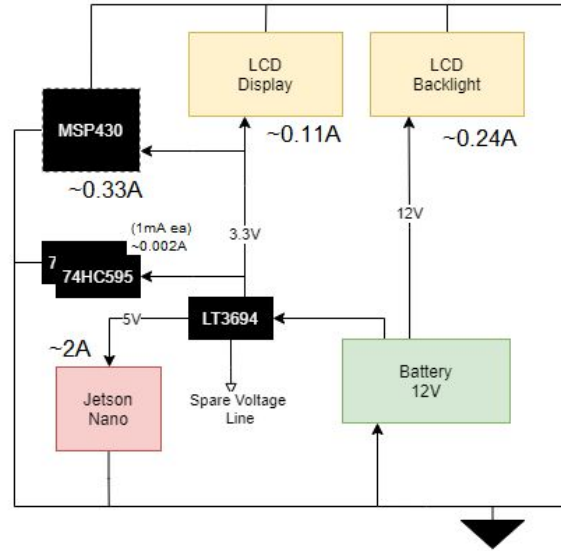 LCD
Display
LCD
Backlight
MSP430
~0.11A
~0.24A
~0.33A
12V
(1mA ea)
~0.002A
3.3V
7
74HC595
5V
LT3694
~2A
Battery
12V
Jetson
Nano
Spare Voltage
Line